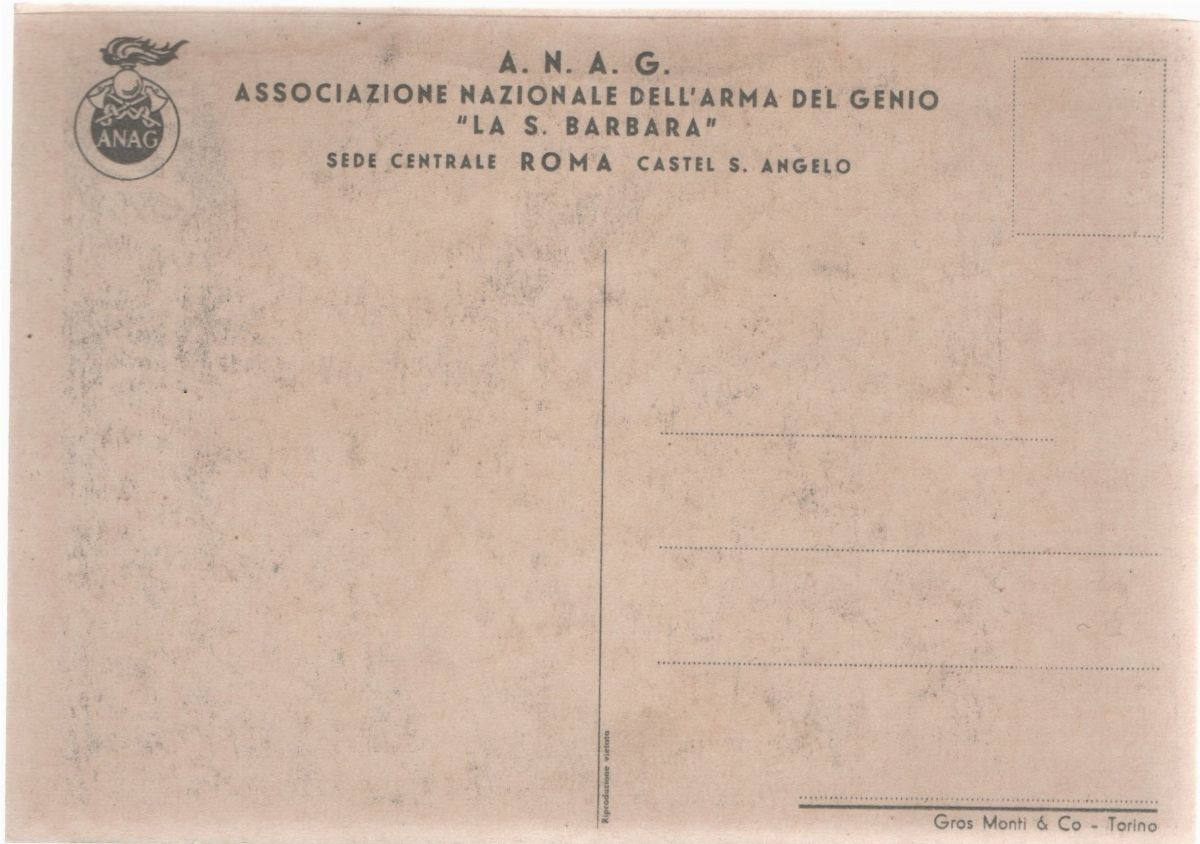 ANAG
A. N. A. G.
ASSOCIAZIONE NAZIONALE DELL'ARMA DEL GENIO
"LA S. BARBARA"
SEDE CENTRALE ROMA CASTEL S. ANGELO
Riproduzione vietata
Gros Monti & Co - Torino